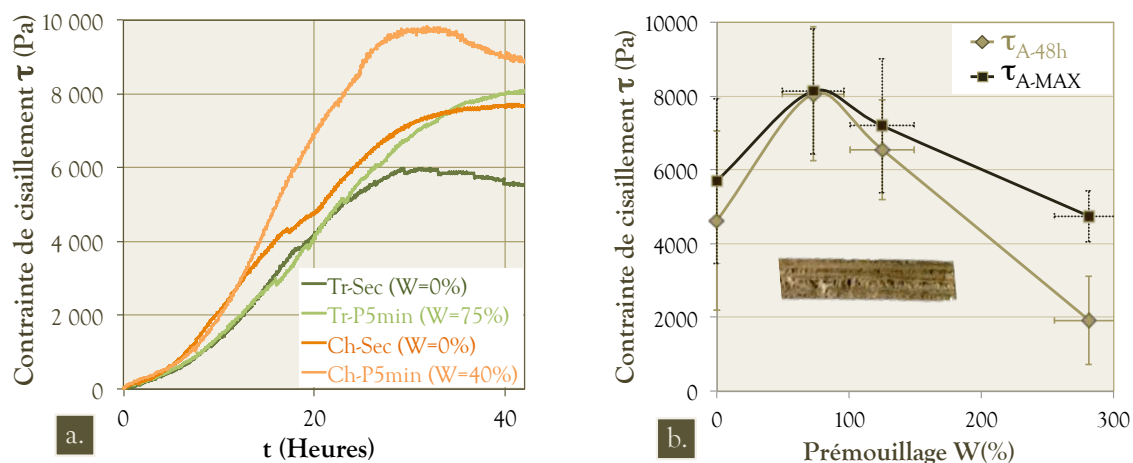 Contrainte de cisaillement τ (Pa)
10 000
8 000
6 000
4 000
2 000
0
0
20
40
t (Heures)
Tr-Sec (W=0%)
Tr-P5min (W=75%)
Ch-Sec (W=0%)
Ch-P5min (W=40%)
a.
Contrainte de cisaillement τ (Pa)
10000
8000
6000
4000
2000
0
0
100
200
300
Prémouillage W(%)
τA-48h
τA-MAX
b.